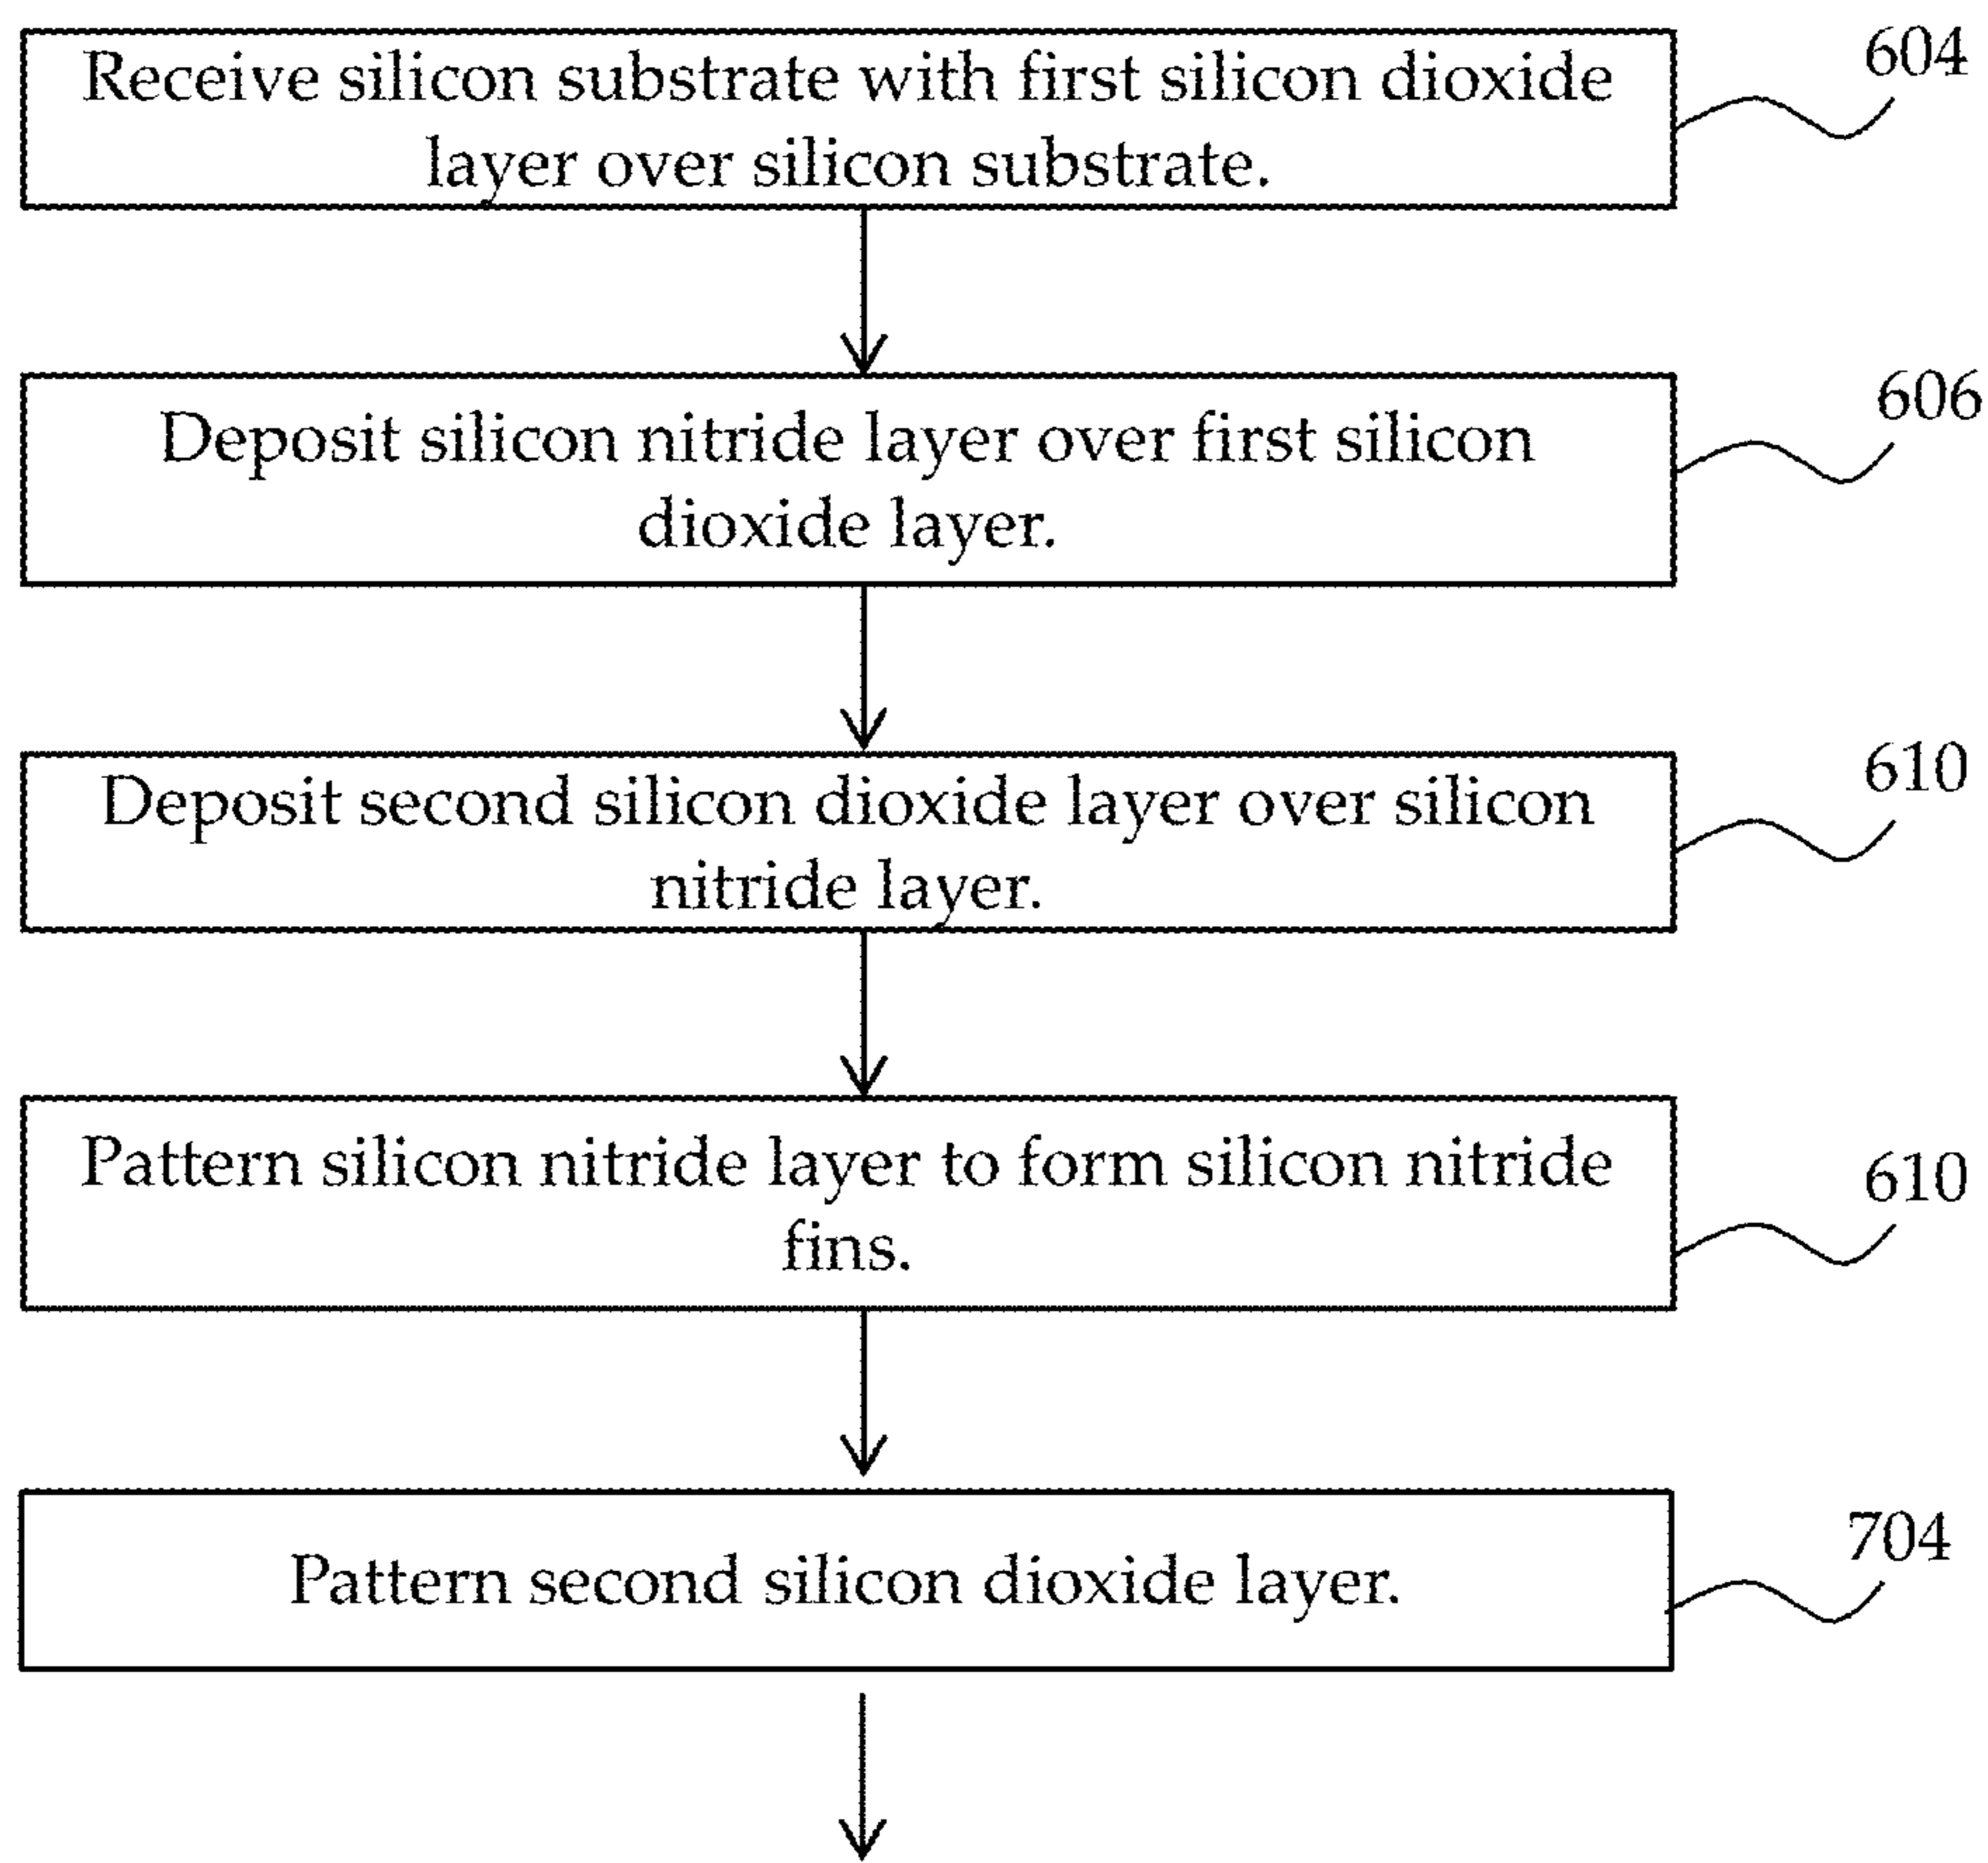 Receive silicon substrate with first silicon dioxide
layer over silicon substrate.
604
Deposit silicon nitride layer over first silicon
dioxide layer.
606
Deposit second silicon dioxide layer over silicon
nitride layer.
610
Pattern silicon nitride layer to form silicon nitride
fins.
610
Pattern second silicon dioxide layer.
704